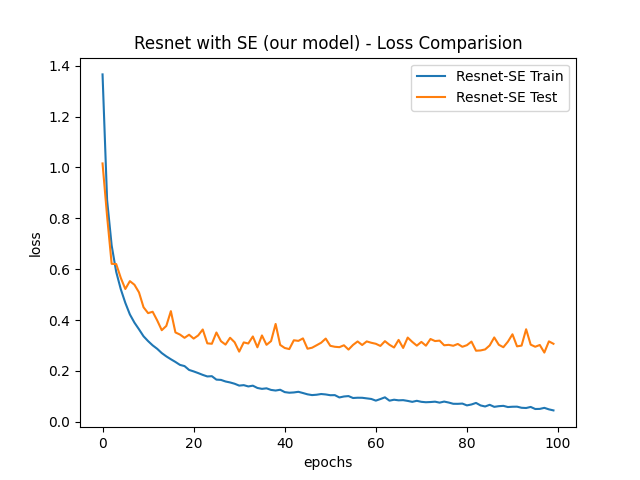 Resnet with SE (our model) - Loss Comparision
Resnet-SE Train
Resnet-SE Test
loss
1.4
1.2
1.0
0.8
0.6
0.4
0.2
0.0
0 20 40 60 80 100
epochs